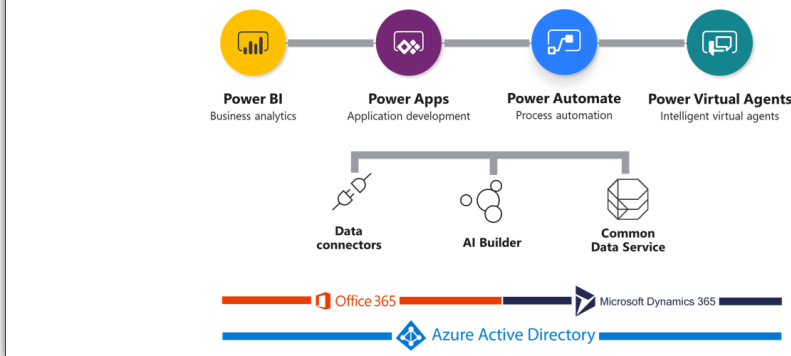 Power BI
Business analytics
Power Apps
Application development
Power Automate
Process automation
Power Virtual Agents
Intelligent virtual agents
Data
connectors
AI Builder
Common
Data Service
Office 365
Microsoft Dynamics 365
Azure Active Directory